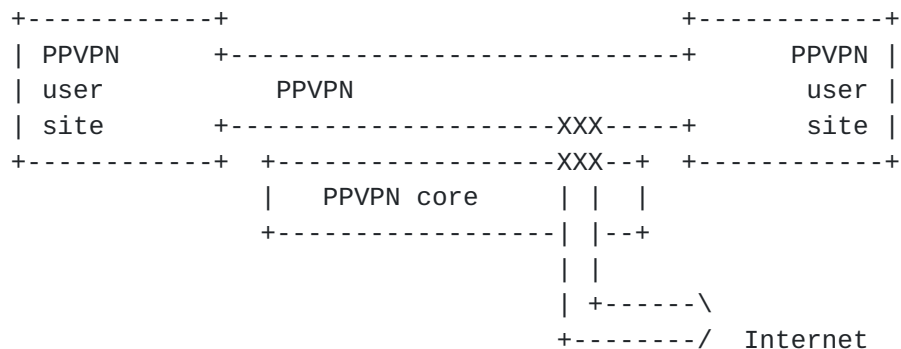 +------------+                              +------------+
| PPVPN      +------------------------------+      PPVPN |
| user           PPVPN                             user |
| site       +---------------------XXX-----+       site |
+------------+  +------------------XXX--+  +------------+
                |   PPVPN core     | |  |
                +------------------| |--+
                                   | |
                                   | +------\
                                   +--------/  Internet